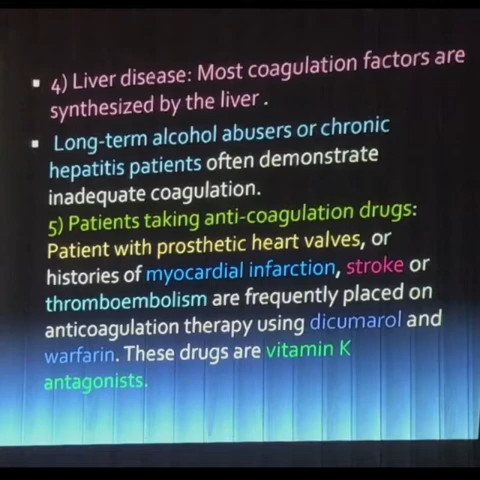 4) Liver disease: Most coagulation factors are
synthesized by the liver .
Long-term alcohol abusers or chronic
hepatitis patients often demonstrate
inadequate coagulation.
5) Patients taking anti-coagulation drugs:
Patient with prosthetic heart valves, or
histories of myocardial infarction, stroke or
thromboembolism are frequently placed on
anticoagulation therapy using dicumarol and
warfarin. These drugs are vitamin K
antagonists.